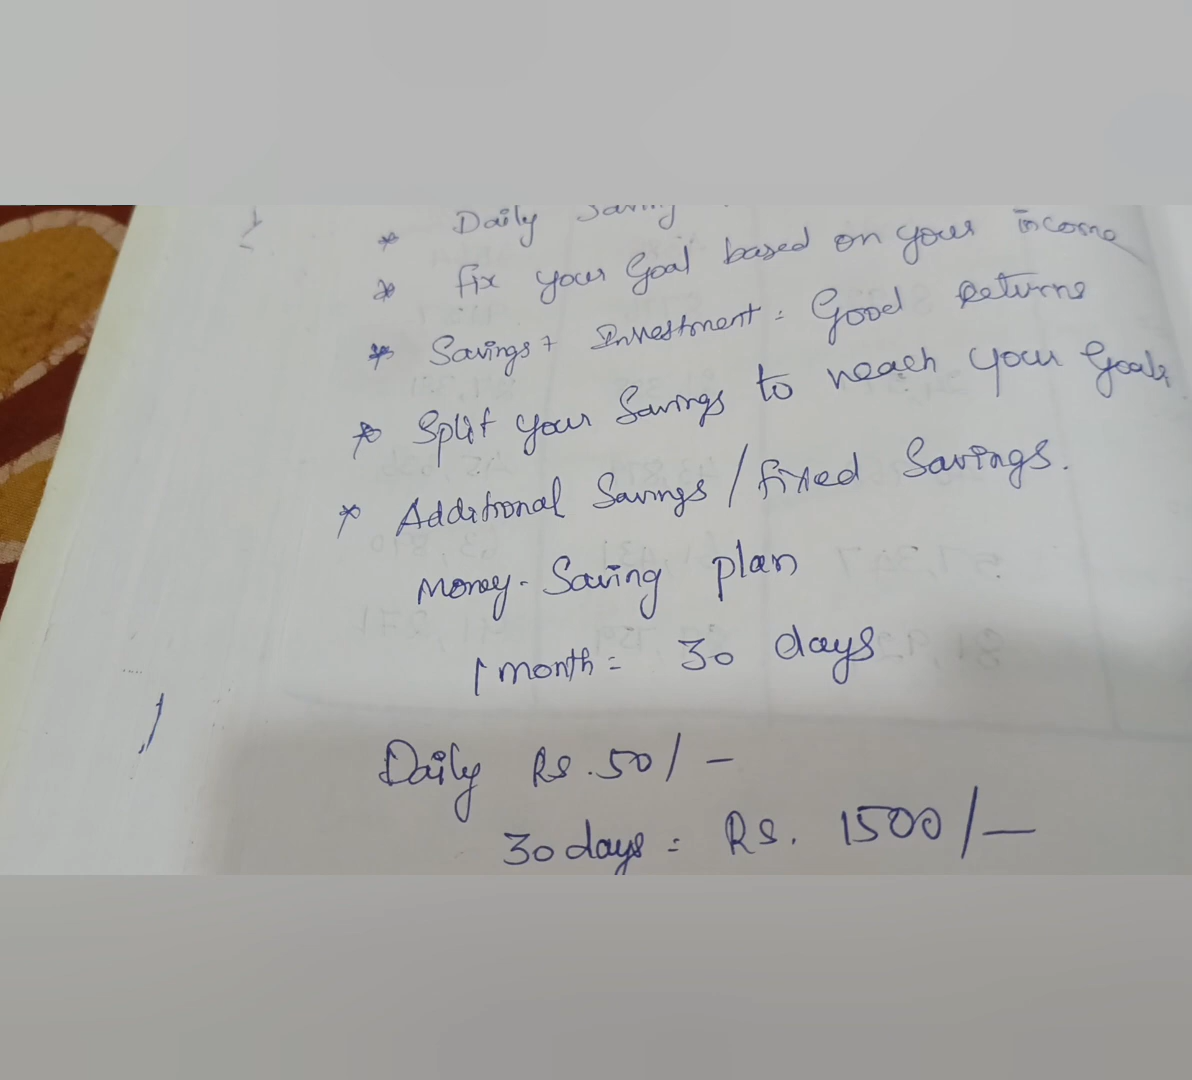 * Daily Saving
* fix your Goal based on your income
* Savings + Investment = Good Returns
* Split your Savings to reach your Goals
* Additional Savings / fixed Savings.
Money-Saving plan
1 month = 30 days
Daily Rs.50/-
30 days = Rs. 1500/-